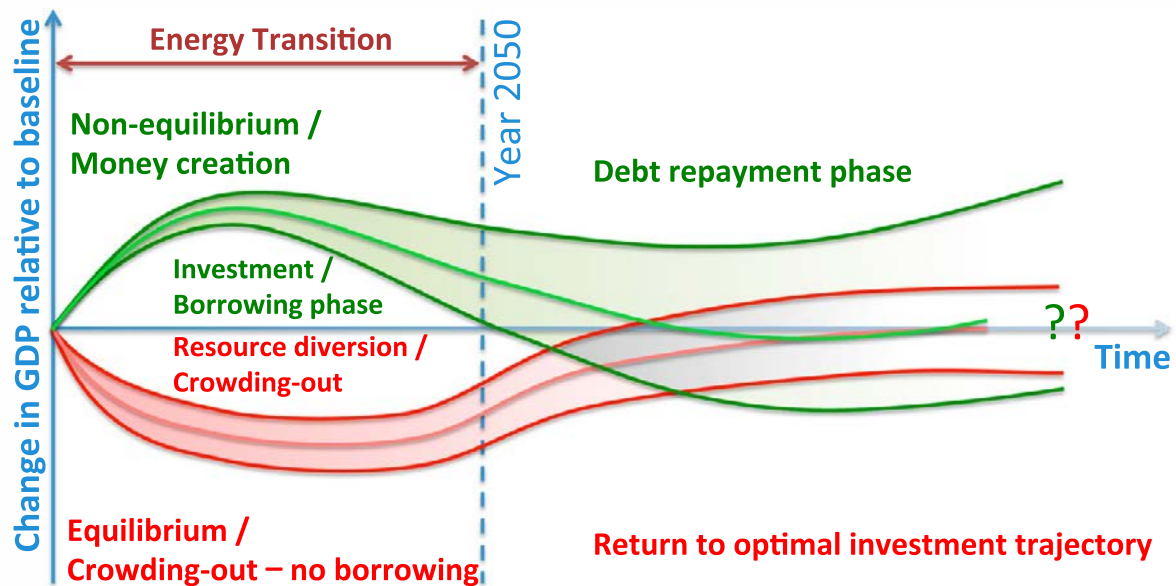 Change in GDP relative to baseline
Energy Transition
Year 2050
Non-equilibrium /
Money creation
Debt repayment phase
Investment /
Borrowing phase
Resource diversion /
Crowding-out
??
Time
Equilibrium /
Crowding-out – no borrowing
Return to optimal investment trajectory